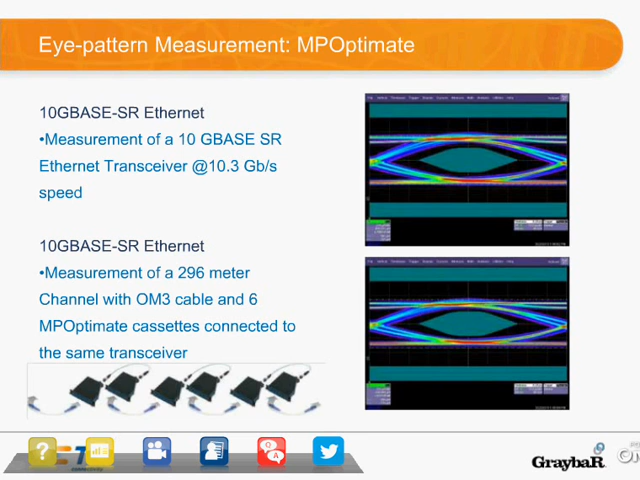 Eye-pattern Measurement: MPOptimate
10GBASE-SR Ethernet
•Measurement of a 10 GBASE SR
Ethernet Transceiver @10.3 Gb/s
speed
10GBASE-SR Ethernet
•Measurement of a 296 meter
Channel with OM3 cable and 6
MPOptimate cassettes connected to
the same transceiver
?
Q
A
GraybaR